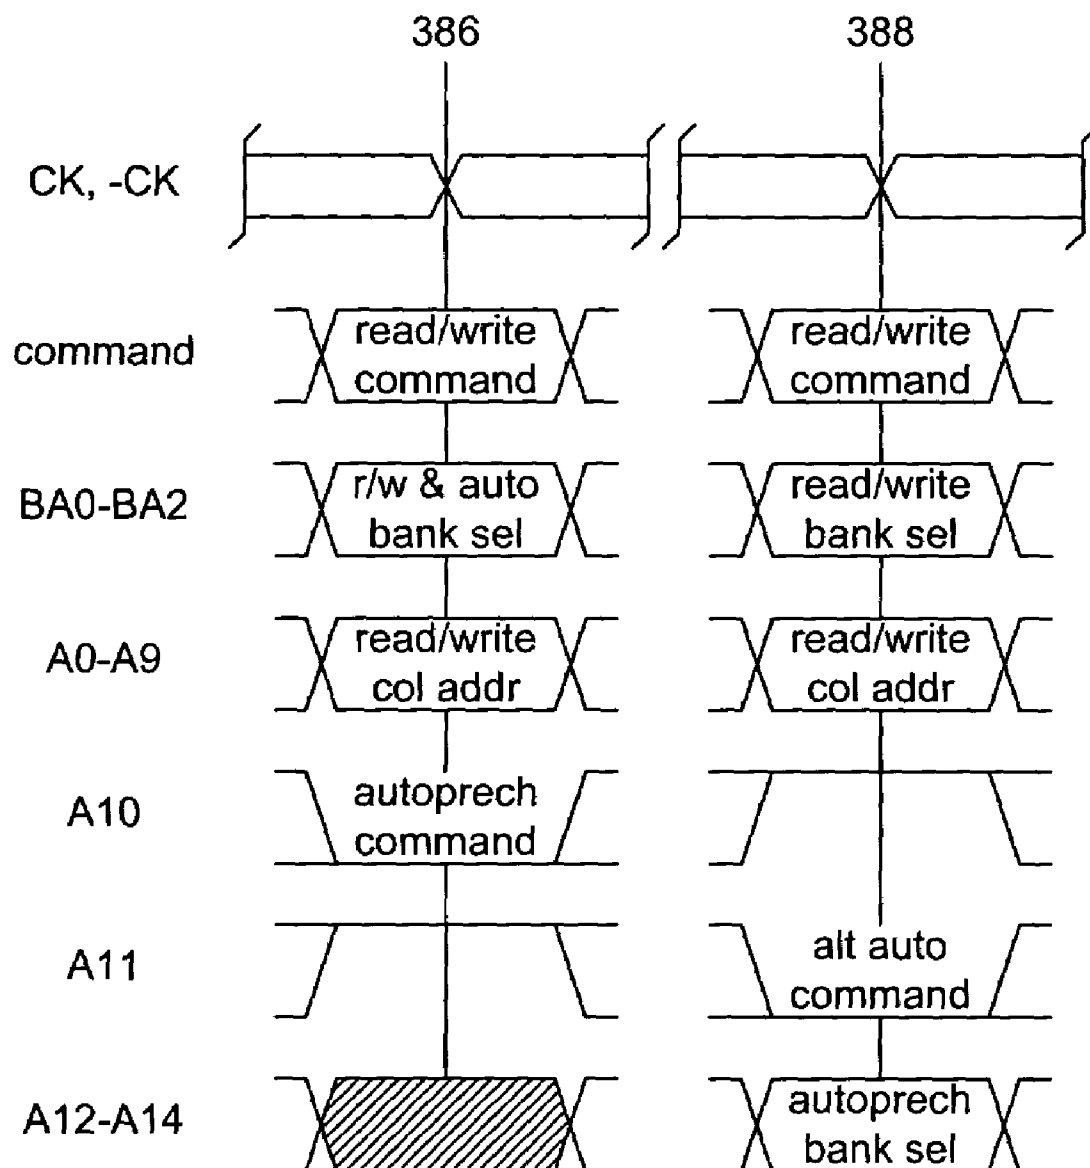 386 388
CK, -CK
command
read/write
command
read/write
command
BA0-BA2
r/w & auto
bank sel
read/write
bank sel
A0-A9
read/write
col addr
read/write
col addr
A10
autoprech
command
A11
alt auto
command
A12-A14
autoprech
bank sel